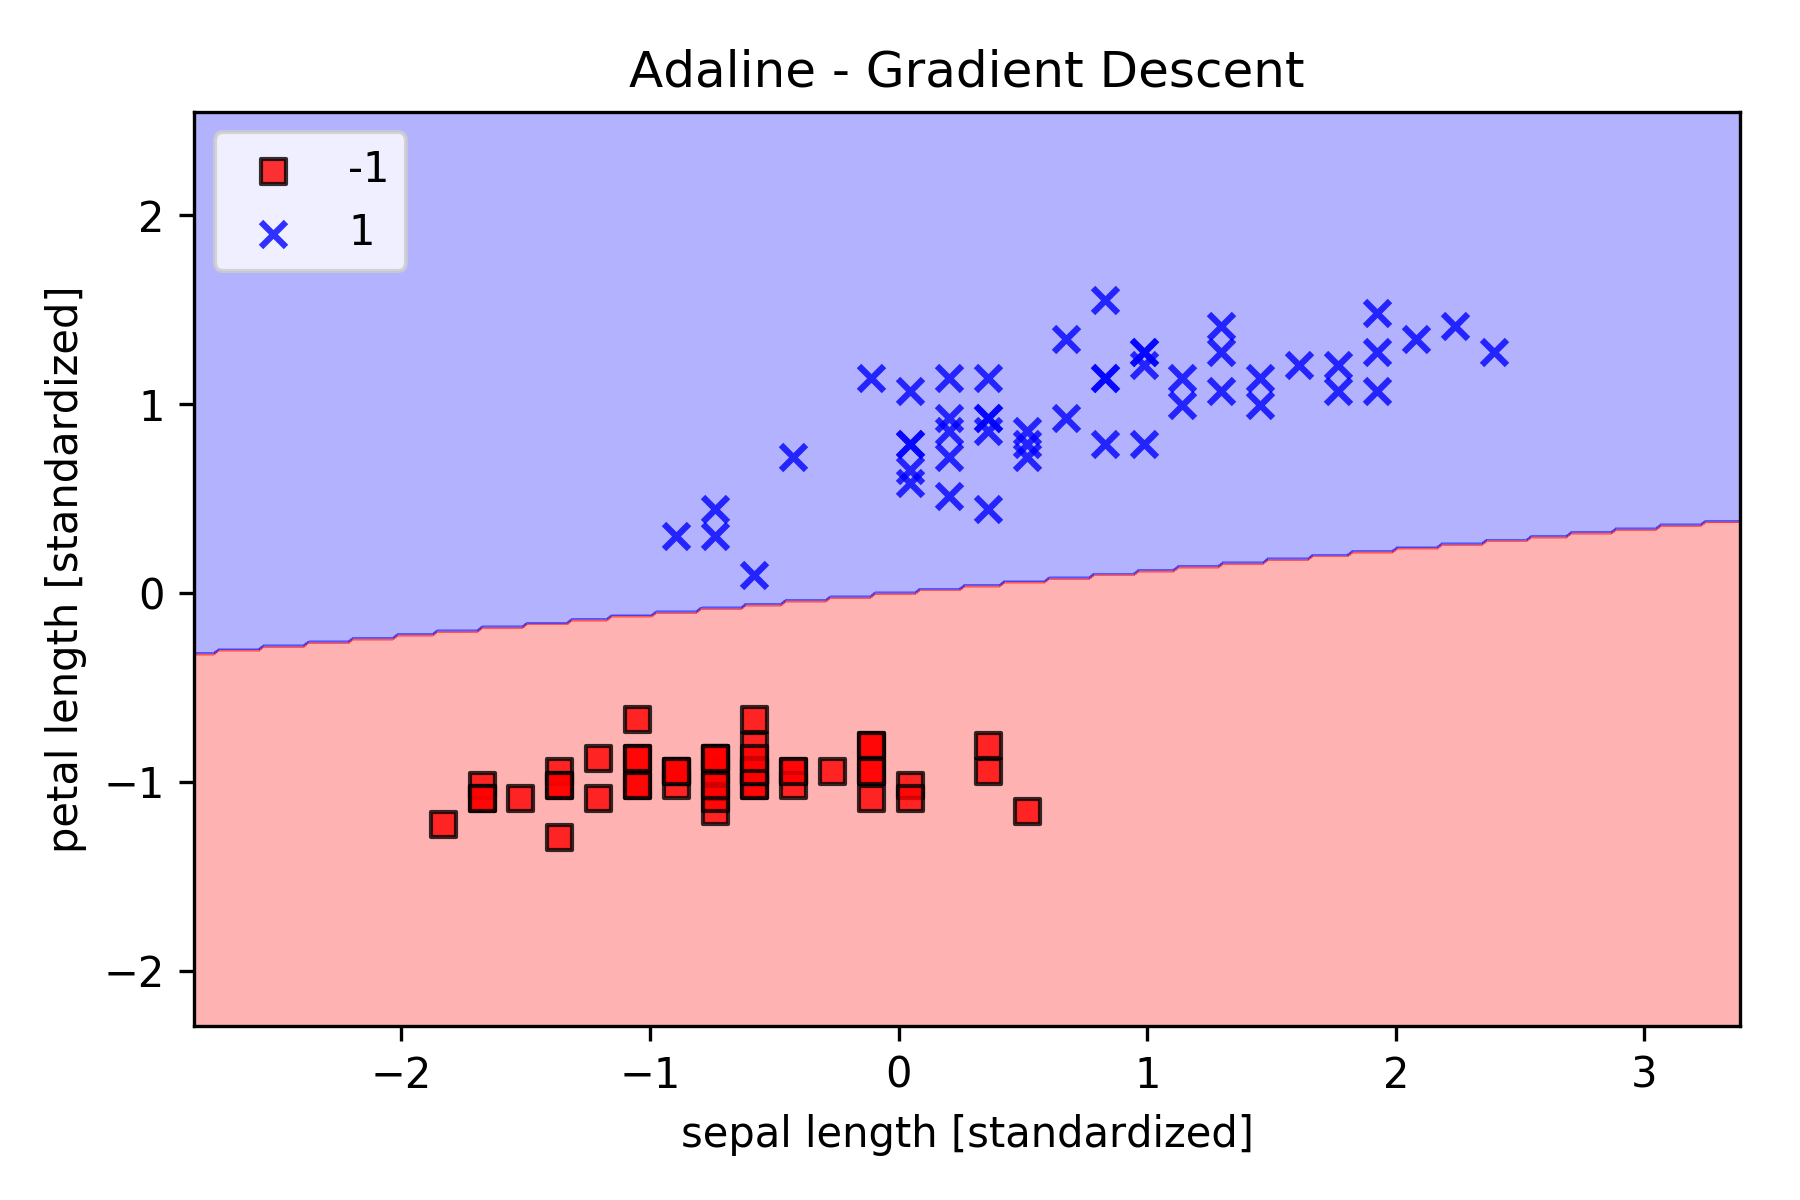 Adaline - Gradient Descent
-1
1
petal length [standardized]
2
1
0
−1
−2
−2 −1 0 1 2 3
sepal length [standardized]